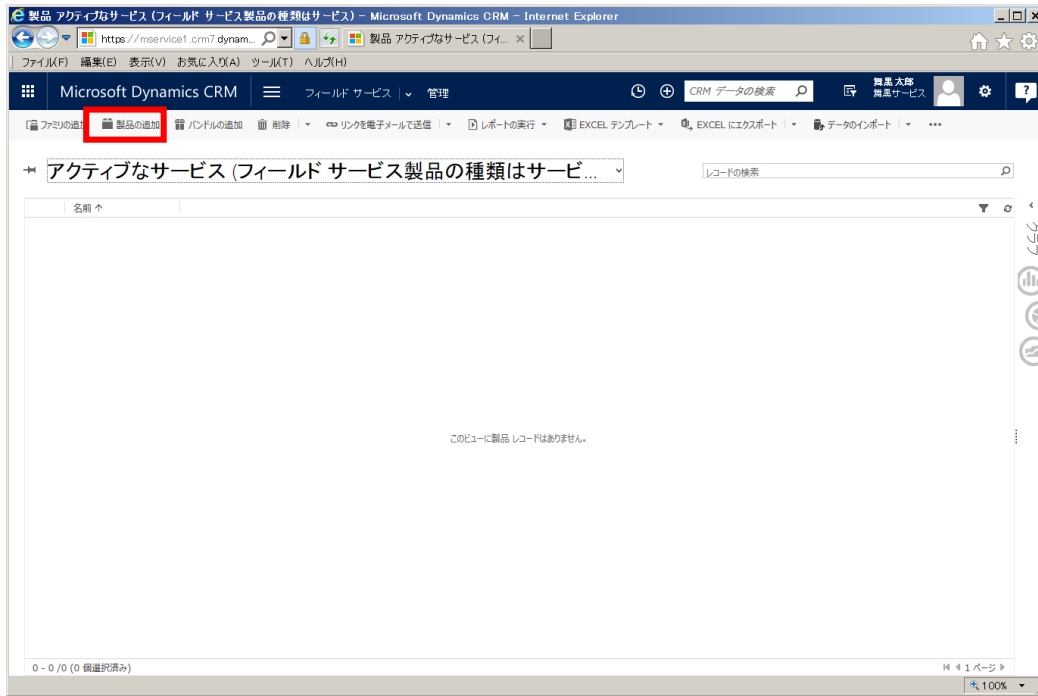 製品 アクティブなサービス (フィールド サービス製品の種類はサービス) - Microsoft Dynamics CRM - Internet Explorer
https://mservice1.crm7.dynam... 製品 アクティブなサービス (フィ...
ファイル(F) 編集(E) 表示(V) お気に入り(A) ツール(T) ヘルプ(H)
Microsoft Dynamics CRM フィールド サービス 管理 CRM データの検索 舞黒 太郎
舞黒サービス
ファミリの追加 製品の追加 バンドルの追加 削除 リンクを電子メールで送信 レポートの実行 EXCEL テンプレート EXCEL にエクスポート データのインポート •••
アクティブなサービス (フィールド サービス製品の種類はサービ... レコードの検索
名前 ↑
グラフ
このビューに製品 レコードはありません。
0 - 0 /0 (0 個選択済み) 1 ページ
100%